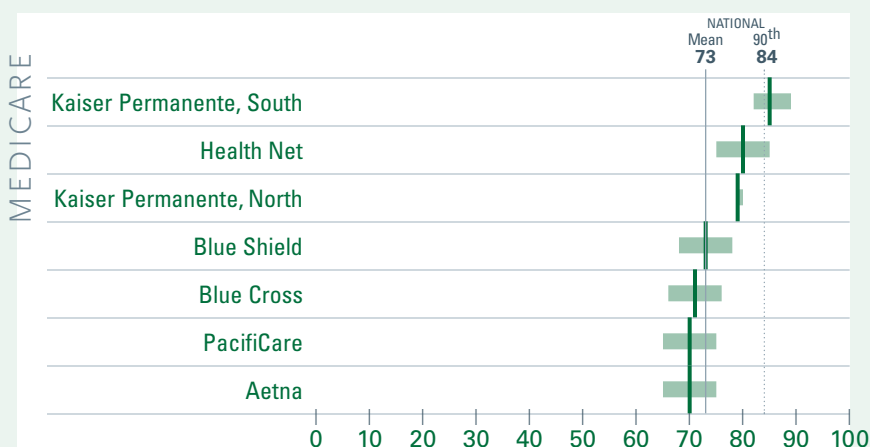 NATIONAL
Mean 90th
73 84
MEDICARE
Kaiser Permanente, South
Health Net
Kaiser Permanente, North
Blue Shield
Blue Cross
PacifiCare
Aetna
0 10 20 30 40 50 60 70 80 90 100